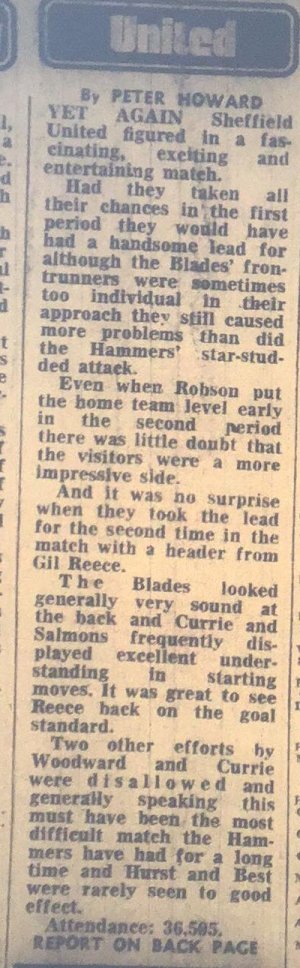 United
By PETER HOWARD
YET AGAIN Sheffield
United figured in a fas-
cinating, exciting and
entertaining match.
Had they taken all
their chances in the first
period they would have
had a handsome lead for
although the Blades' fron-
trunners were sometimes
too individual in their
approach they still caused
more problems than did
the Hammers' star-stud-
ded attack.
Even when Robson put
the home team level early
in the second period
there was little doubt that
the visitors were a more
impressive side.
And it was no surprise
when they took the lead
for the second time in the
match with a header from
Gil Reece.
The Blades looked
generally very sound at
the back and Currie and
Salmons frequently dis-
played excellent under-
standing in starting
moves. It was great to see
Reece back on the goal
standard.
Two other efforts by
Woodward and Currie
were disallowed and
generally speaking this
must have been the most
difficult match the Ham-
mers have had for a long
time and Hurst and Best
were rarely seen to good
effect.
Attendance: 36,505.
REPORT ON BACK PAGE